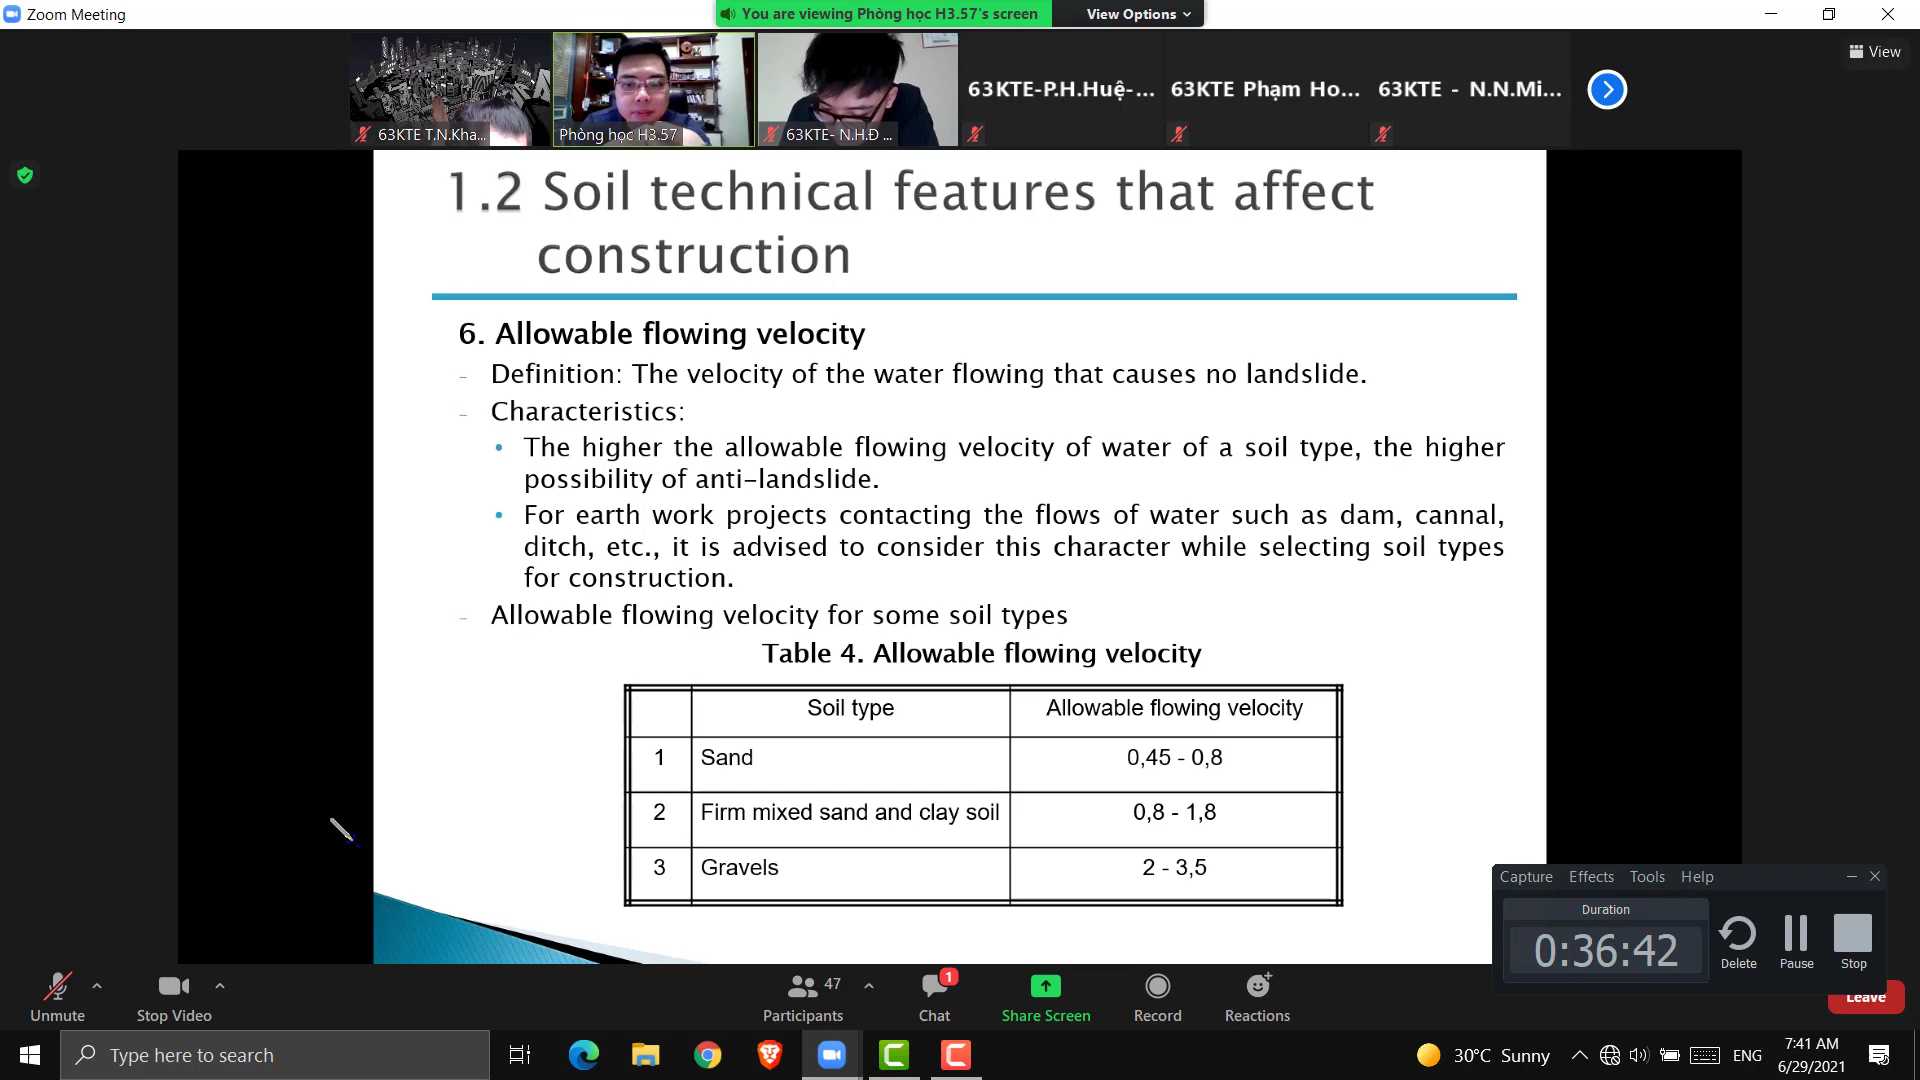 Zoom Meeting
You are viewing Phòng học H3.57's screen
View Options
View
63KTE T.N.Kha...
Phòng học H3.57
63KTE- N.H.Đ ...
63KTE-P.H.Huệ-...
63KTE Phạm Ho...
63KTE - N.N.Mi...
1.2 Soil technical features that affect
construction
6. Allowable flowing velocity
- Definition: The velocity of the water flowing that causes no landslide.
- Characteristics:
• The higher the allowable flowing velocity of water of a soil type, the higher
possibility of anti-landslide.
• For earth work projects contacting the flows of water such as dam, cannal,
ditch, etc., it is advised to consider this character while selecting soil types
for construction.
- Allowable flowing velocity for some soil types
Table 4. Allowable flowing velocity
Soil type Allowable flowing velocity
1 Sand 0,45 - 0,8
2 Firm mixed sand and clay soil 0,8 - 1,8
3 Gravels 2 - 3,5
Capture Effects Tools Help
Duration
0:36:42
Delete Pause Stop
Unmute
Stop Video
47
Participants
1
Chat
Share Screen
Record
Reactions
Leave
Type here to search
30°C Sunny
ENG
7:41 AM
6/29/2021